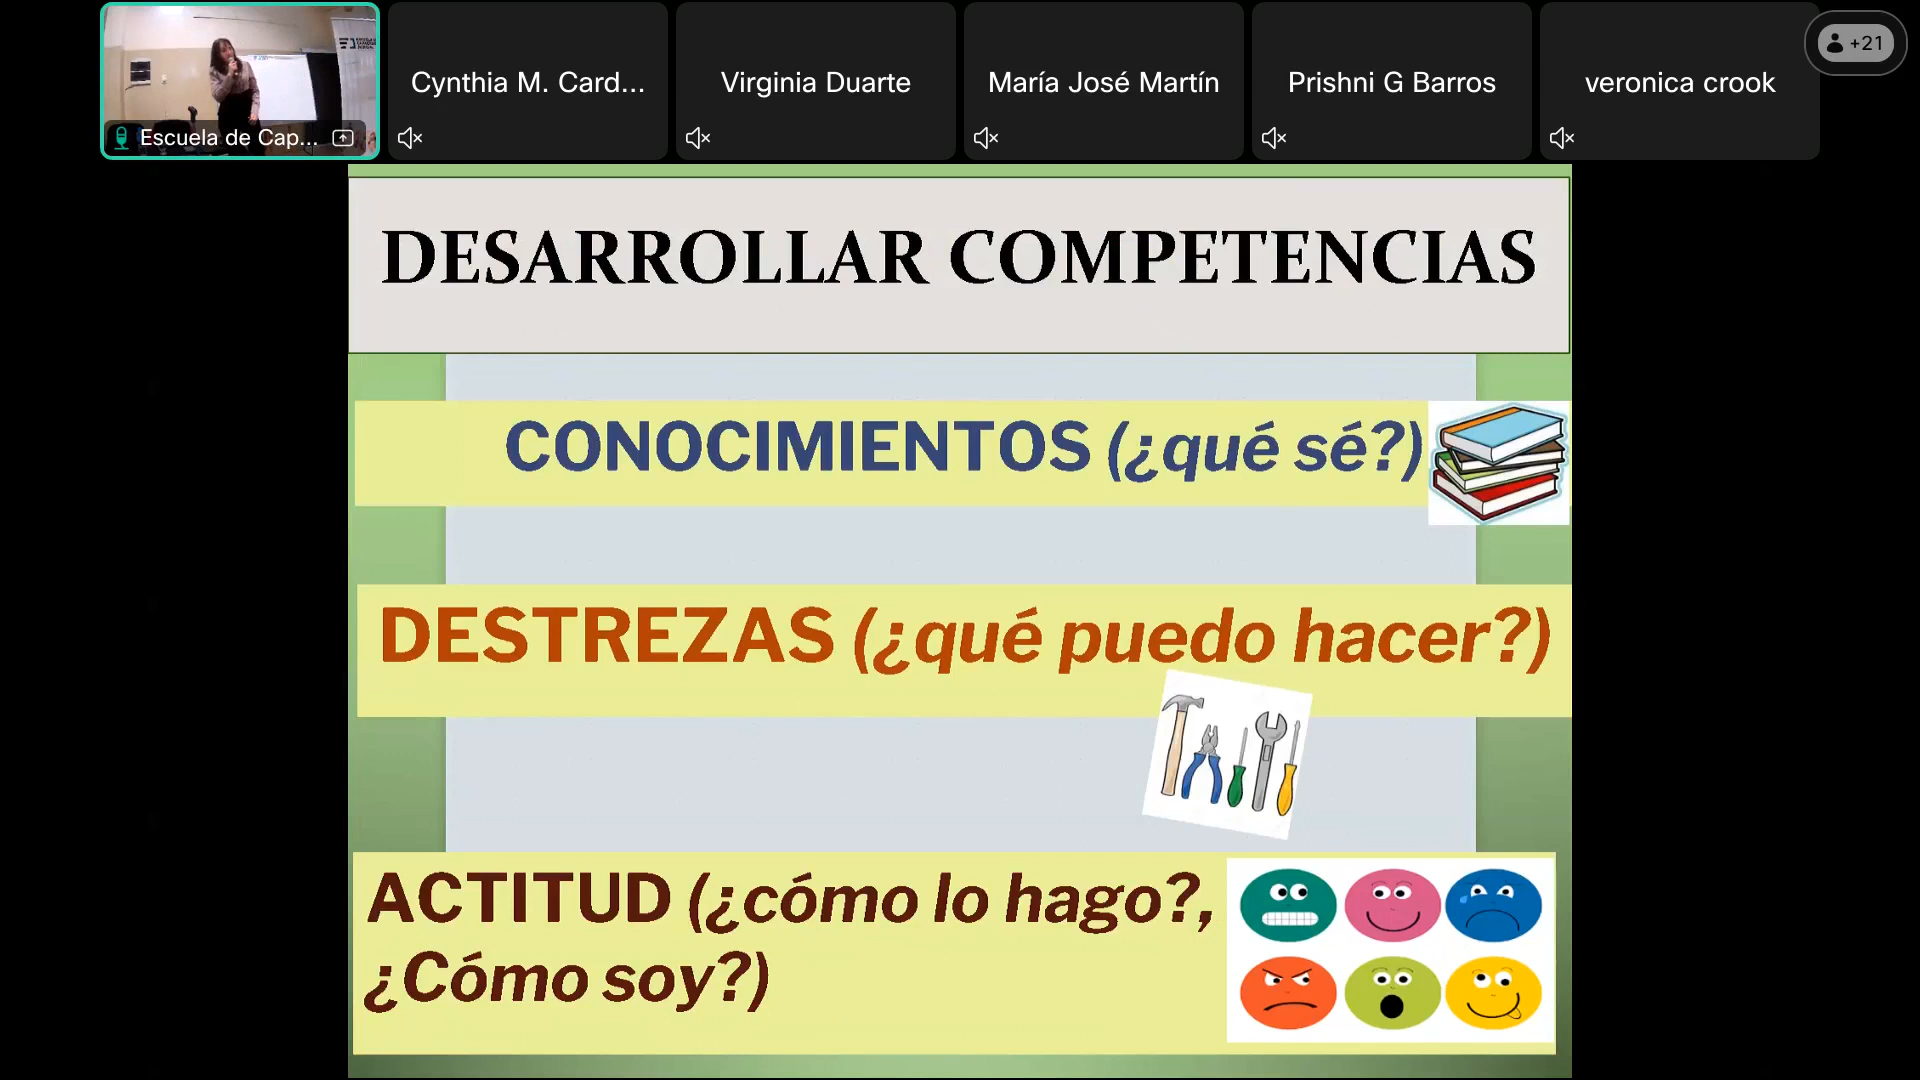 Escuela de Cap...
Cynthia M. Card...
Virginia Duarte
María José Martín
Prishni G Barros
veronica crook
+21
DESARROLLAR COMPETENCIAS
CONOCIMIENTOS (¿qué sé?)
DESTREZAS (¿qué puedo hacer?)
ACTITUD (¿cómo lo hago?,
¿Cómo soy?)